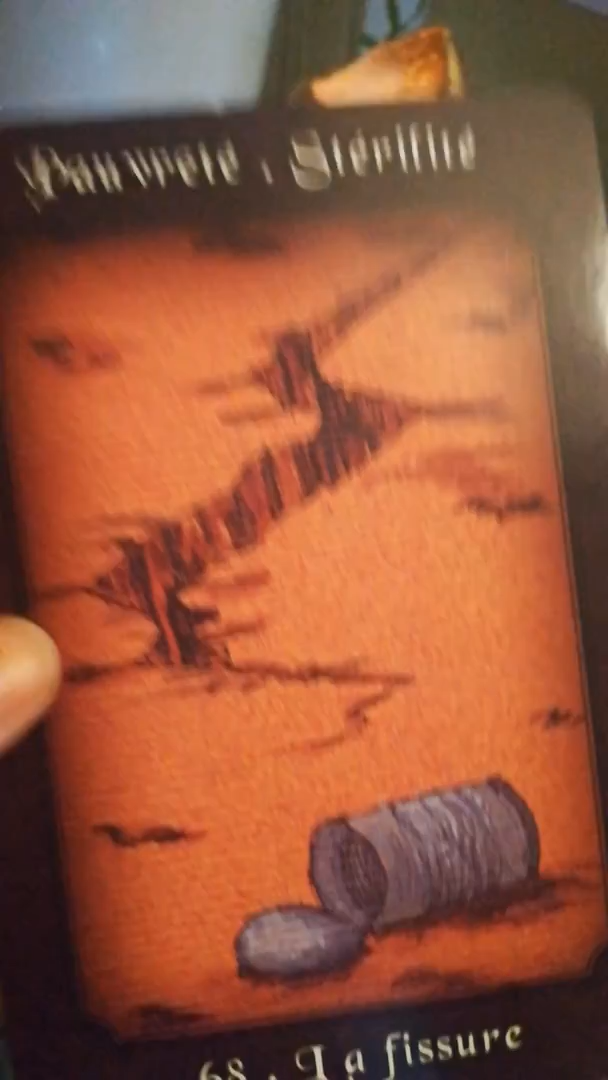 Pauvreté , Stérilité
68 . La fissure